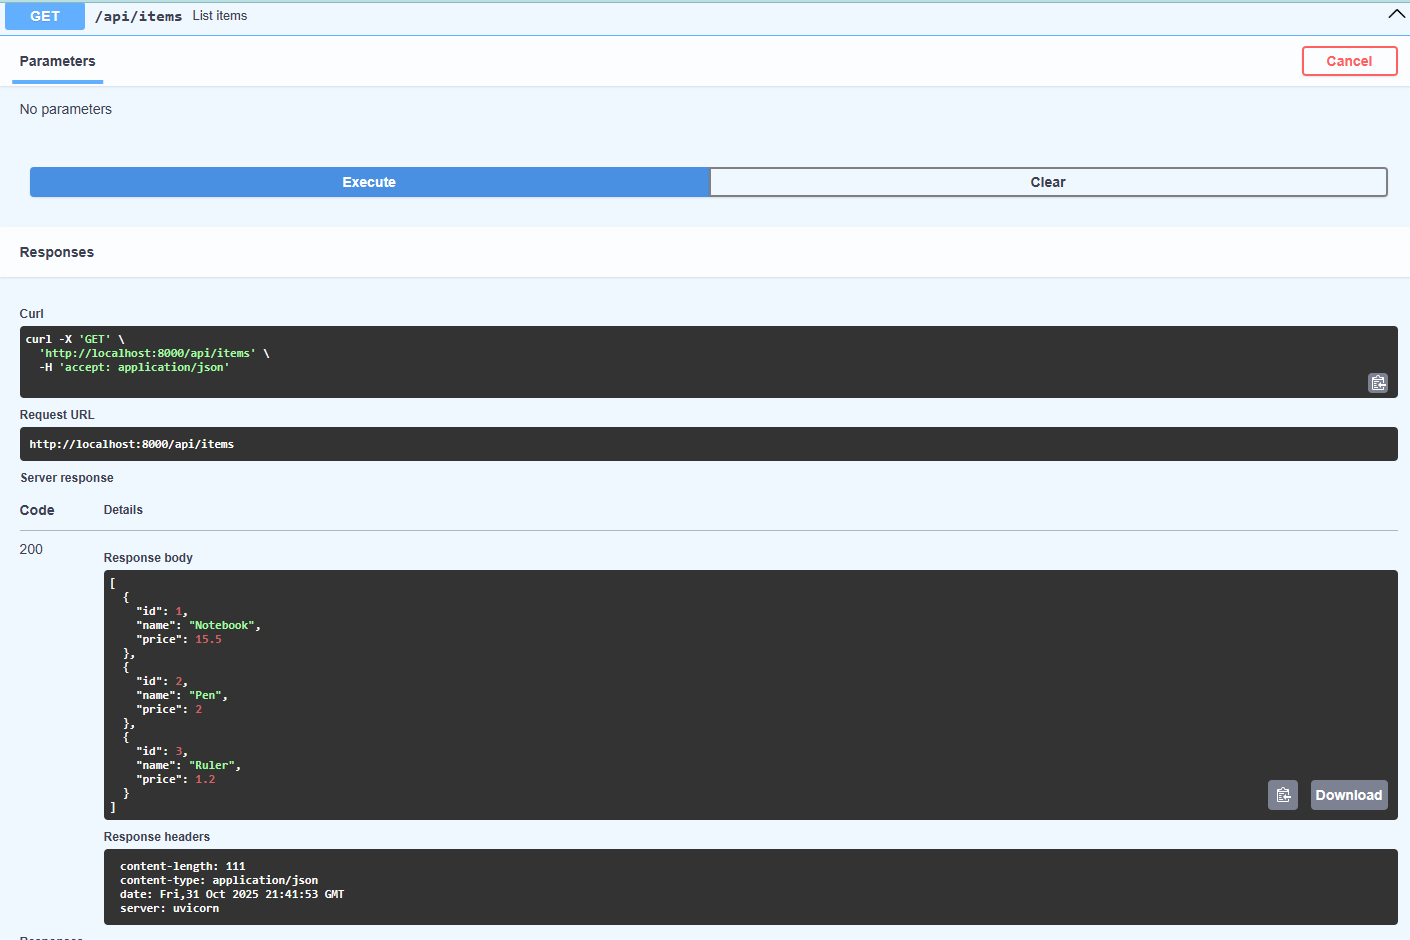 GET /api/items List items
Parameters
Cancel
No parameters
Execute
Clear
Responses
Curl
curl -X 'GET' \
  'http://localhost:8000/api/items' \
  -H 'accept: application/json'
Request URL
http://localhost:8000/api/items
Server response
Code Details
200
Response body
[
  {
    "id": 1,
    "name": "Notebook",
    "price": 15.5
  },
  {
    "id": 2,
    "name": "Pen",
    "price": 2
  },
  {
    "id": 3,
    "name": "Ruler",
    "price": 1.2
  }
]
Download
Response headers
content-length: 111
content-type: application/json
date: Fri,31 Oct 2025 21:41:53 GMT
server: uvicorn
Responses